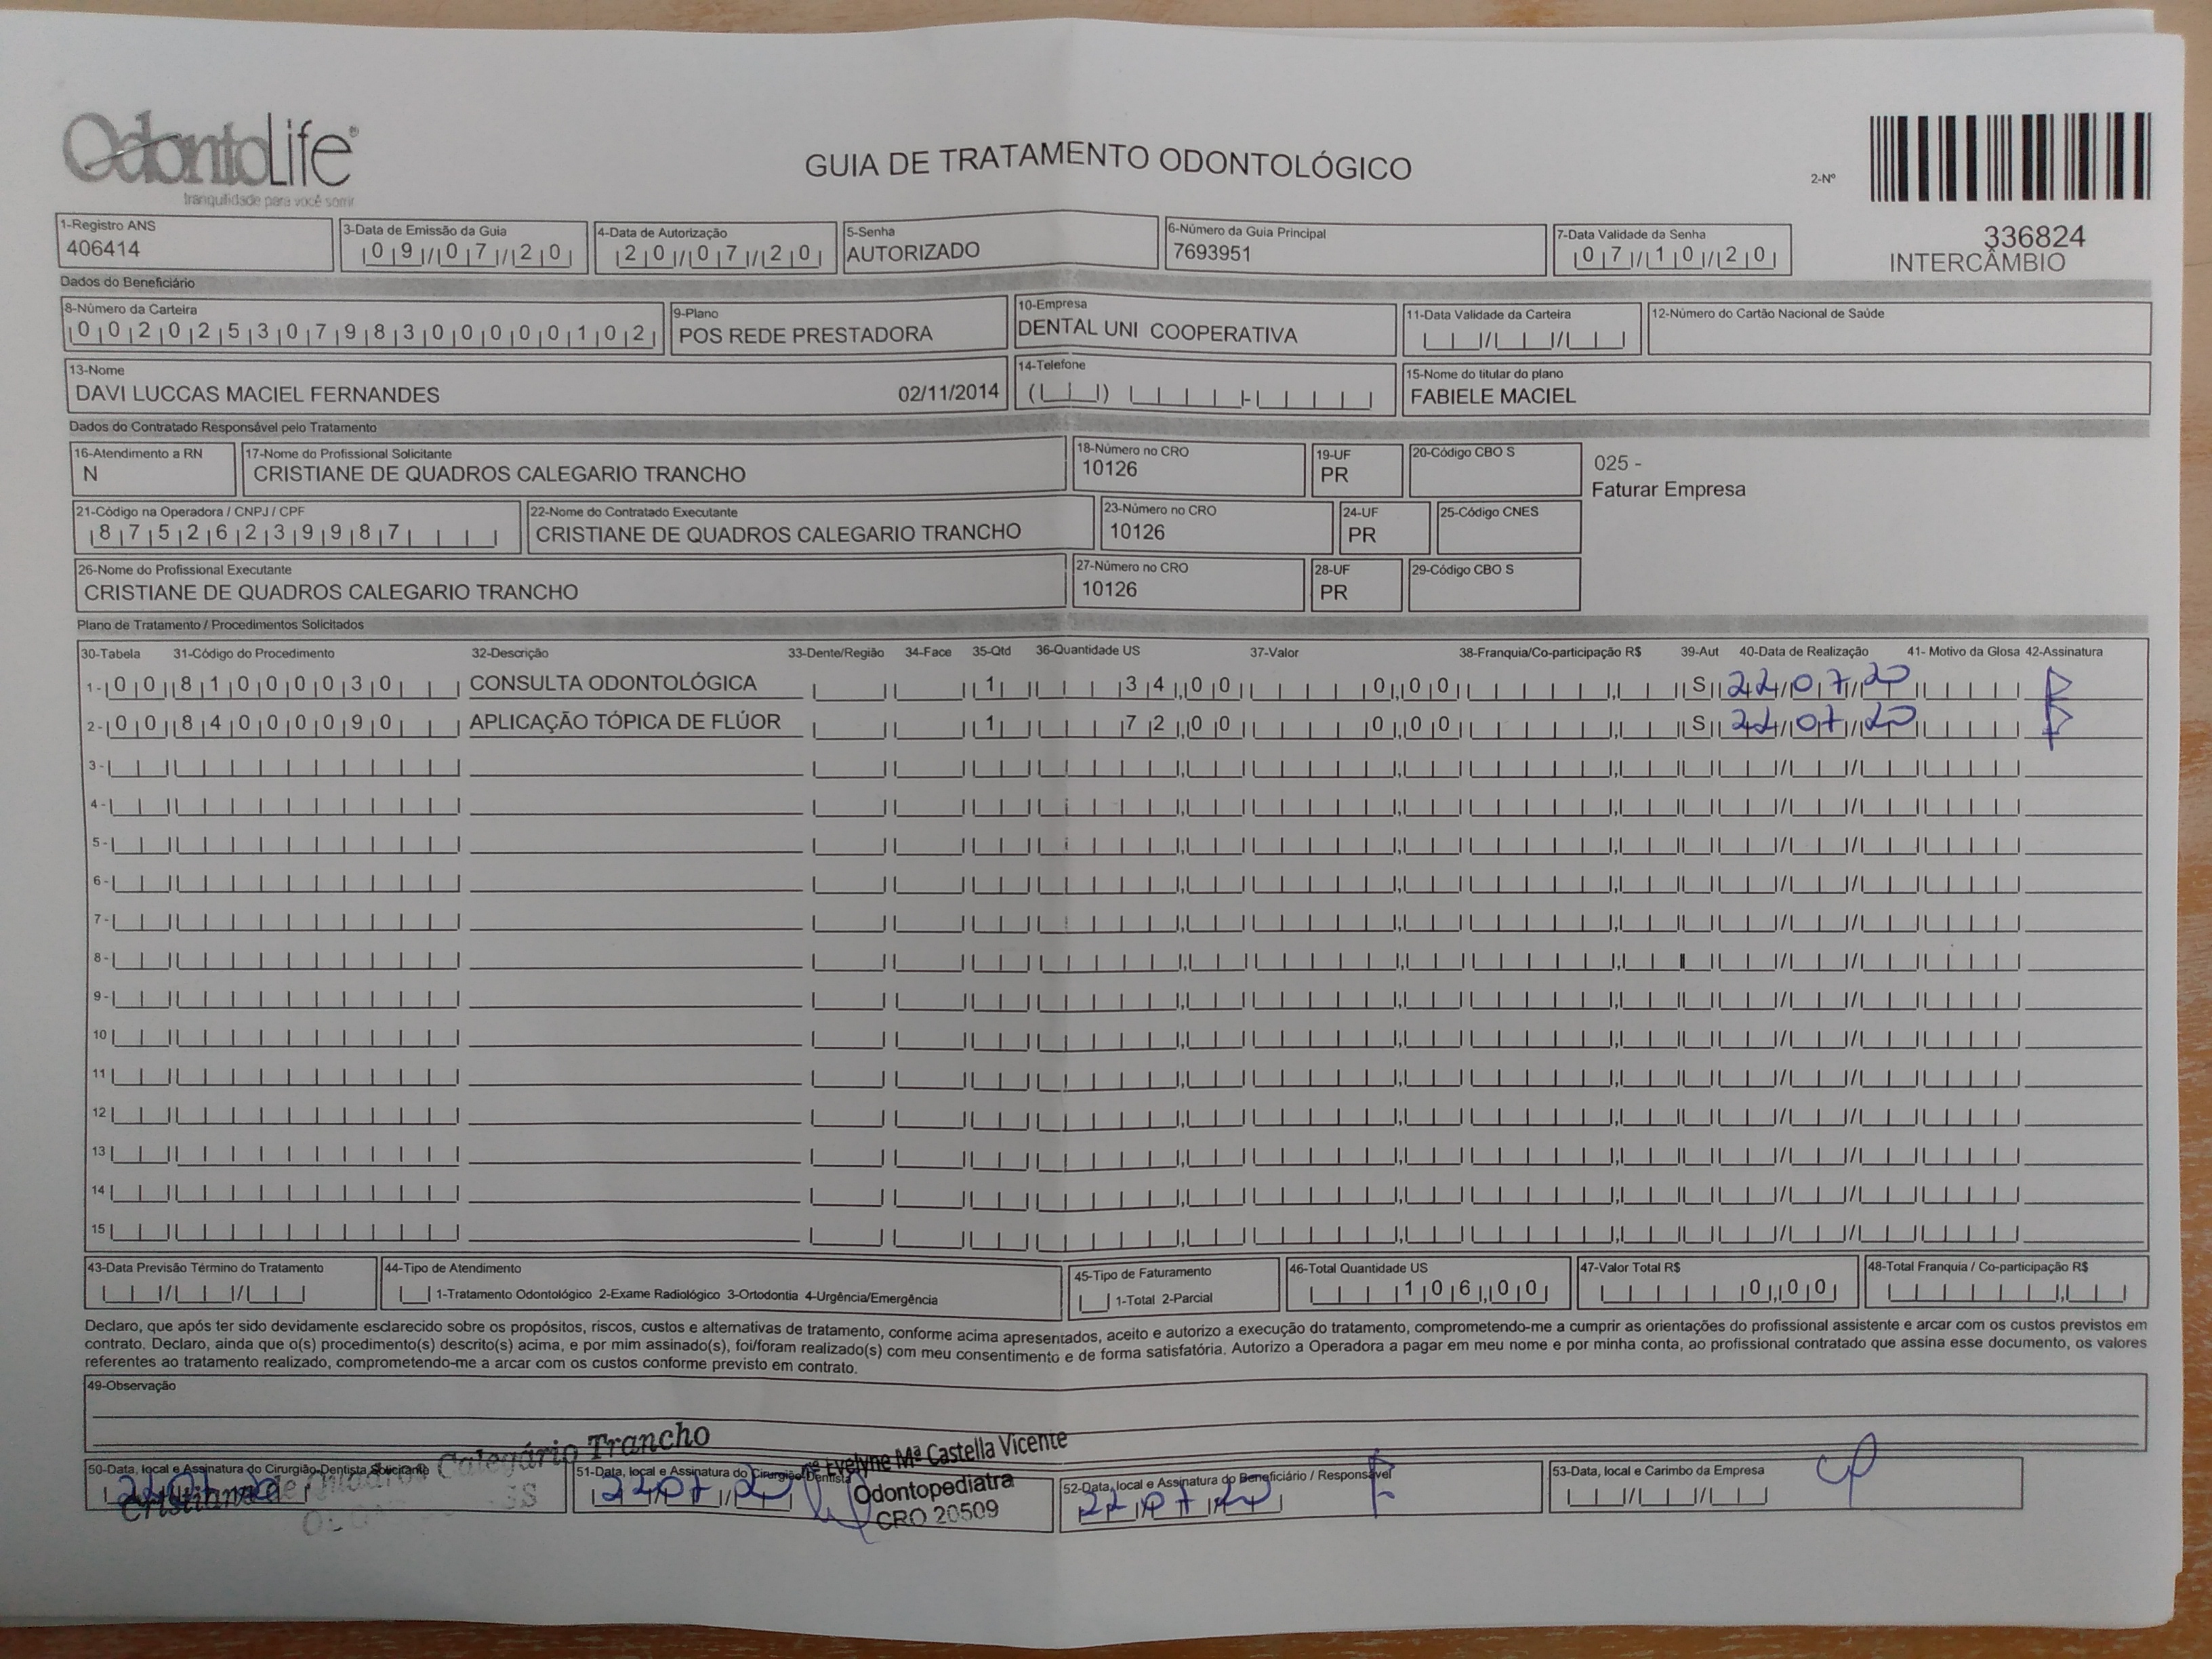 OdontoLife®
tranquilidade para você sorrir
GUIA DE TRATAMENTO ODONTOLÓGICO
2-Nº
336824
INTERCÂMBIO
1-Registro ANS
406414
3-Data de Emissão da Guia
09/07/20
4-Data de Autorização
20/07/20
5-Senha
AUTORIZADO
6-Número da Guia Principal
7693951
7-Data Validade da Senha
07/10/20
Dados do Beneficiário
8-Número da Carteira
00202530798300000102
9-Plano
POS REDE PRESTADORA
10-Empresa
DENTAL UNI COOPERATIVA
11-Data Validade da Carteira
12-Número do Cartão Nacional de Saúde
13-Nome
DAVI LUCCAS MACIEL FERNANDES 02/11/2014
14-Telefone
15-Nome do titular do plano
FABIELE MACIEL
Dados do Contratado Responsável pelo Tratamento
16-Atendimento a RN
N
17-Nome do Profissional Solicitante
CRISTIANE DE QUADROS CALEGARIO TRANCHO
18-Número no CRO
10126
19-UF
PR
20-Código CBO S
025 -
Faturar Empresa
21-Código na Operadora / CNPJ / CPF
87526239987
22-Nome do Contratado Executante
CRISTIANE DE QUADROS CALEGARIO TRANCHO
23-Número no CRO
10126
24-UF
PR
25-Código CNES
26-Nome do Profissional Executante
CRISTIANE DE QUADROS CALEGARIO TRANCHO
27-Número no CRO
10126
28-UF
PR
29-Código CBO S
Plano de Tratamento / Procedimentos Solicitados
30-Tabela 31-Código do Procedimento 32-Descrição 33-Dente/Região 34-Face 35-Qtd 36-Quantidade US 37-Valor 38-Franquia/Co-participação R$ 39-Aut 40-Data de Realização 41- Motivo da Glosa 42-Assinatura
1- 00 81000030 CONSULTA ODONTOLÓGICA 1 34,00 0,00 S 22/07/20
2- 00 84000090 APLICAÇÃO TÓPICA DE FLÚOR 1 72,00 0,00 S 22/07/20
3-
4-
5-
6-
7-
8-
9-
10
11
12
13
14
15
43-Data Previsão Término do Tratamento
44-Tipo de Atendimento
1-Tratamento Odontológico 2-Exame Radiológico 3-Ortodontia 4-Urgência/Emergência
45-Tipo de Faturamento
1-Total 2-Parcial
46-Total Quantidade US
106,00
47-Valor Total R$
0,00
48-Total Franquia / Co-participação R$
Declaro, que após ter sido devidamente esclarecido sobre os propósitos, riscos, custos e alternativas de tratamento, conforme acima apresentados, aceito e autorizo a execução do tratamento, comprometendo-me a cumprir as orientações do profissional assistente e arcar com os custos previstos em
contrato. Declaro, ainda que o(s) procedimento(s) descrito(s) acima, e por mim assinado(s), foi/foram realizado(s) com meu consentimento e de forma satisfatória. Autorizo a Operadora a pagar em meu nome e por minha conta, ao profissional contratado que assina esse documento, os valores
referentes ao tratamento realizado, comprometendo-me a arcar com os custos conforme previsto em contrato.
49-Observação
50-Data, local e Assinatura do Cirurgião-Dentista Solicitante
Cristiane de Quadros Calegário Trancho
51-Data, local e Assinatura do Cirurgião-Dentista
22/07/20
Evelyne Mª Castella Vicente
Odontopediatra
CRO 20509
52-Data, local e Assinatura do Beneficiário / Responsável
22/07/20
53-Data, local e Carimbo da Empresa